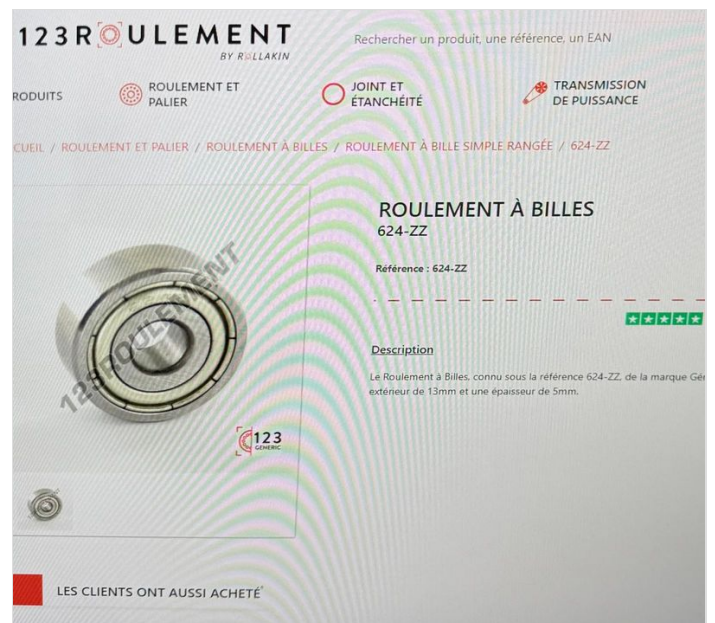 123ROULEMENT
BY ROLLAKIN
Rechercher un produit, une référence, un EAN
RODUITS
ROULEMENT ET
PALIER
JOINT ET
ÉTANCHÉITÉ
TRANSMISSION
DE PUISSANCE
CUEIL / ROULEMENT ET PALIER / ROULEMENT À BILLES / ROULEMENT À BILLE SIMPLE RANGÉE / 624-ZZ
ROULEMENT À BILLES
624-ZZ
Référence : 624-ZZ
Description
Le Roulement à Billes, connu sous la référence 624-ZZ, de la marque Gér
extérieur de 13mm et une épaisseur de 5mm.
123ROULEMENT
123
GENERIC
LES CLIENTS ONT AUSSI ACHETÉ